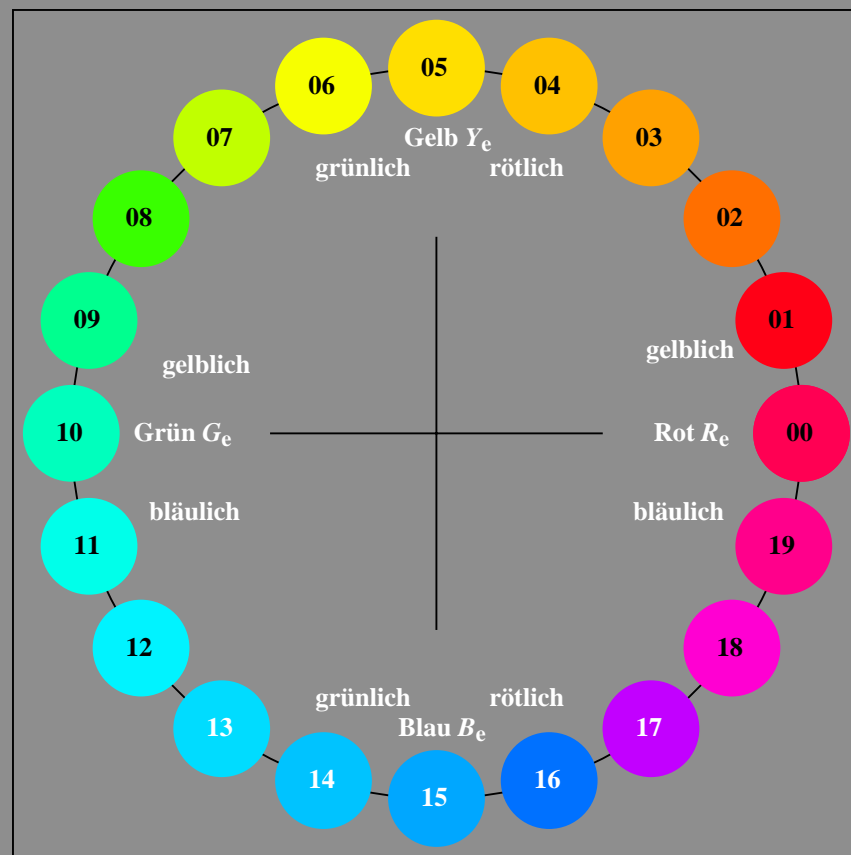 06 05 04
07 Gelb Yₑ 03
grünlich rötlich
08 02
09 01
gelblich gelblich
10 Grün Gₑ Rot Rₑ 00
bläulich bläulich
11 19
12 18
grünlich rötlich
13 Blau Bₑ 17
14 15 16